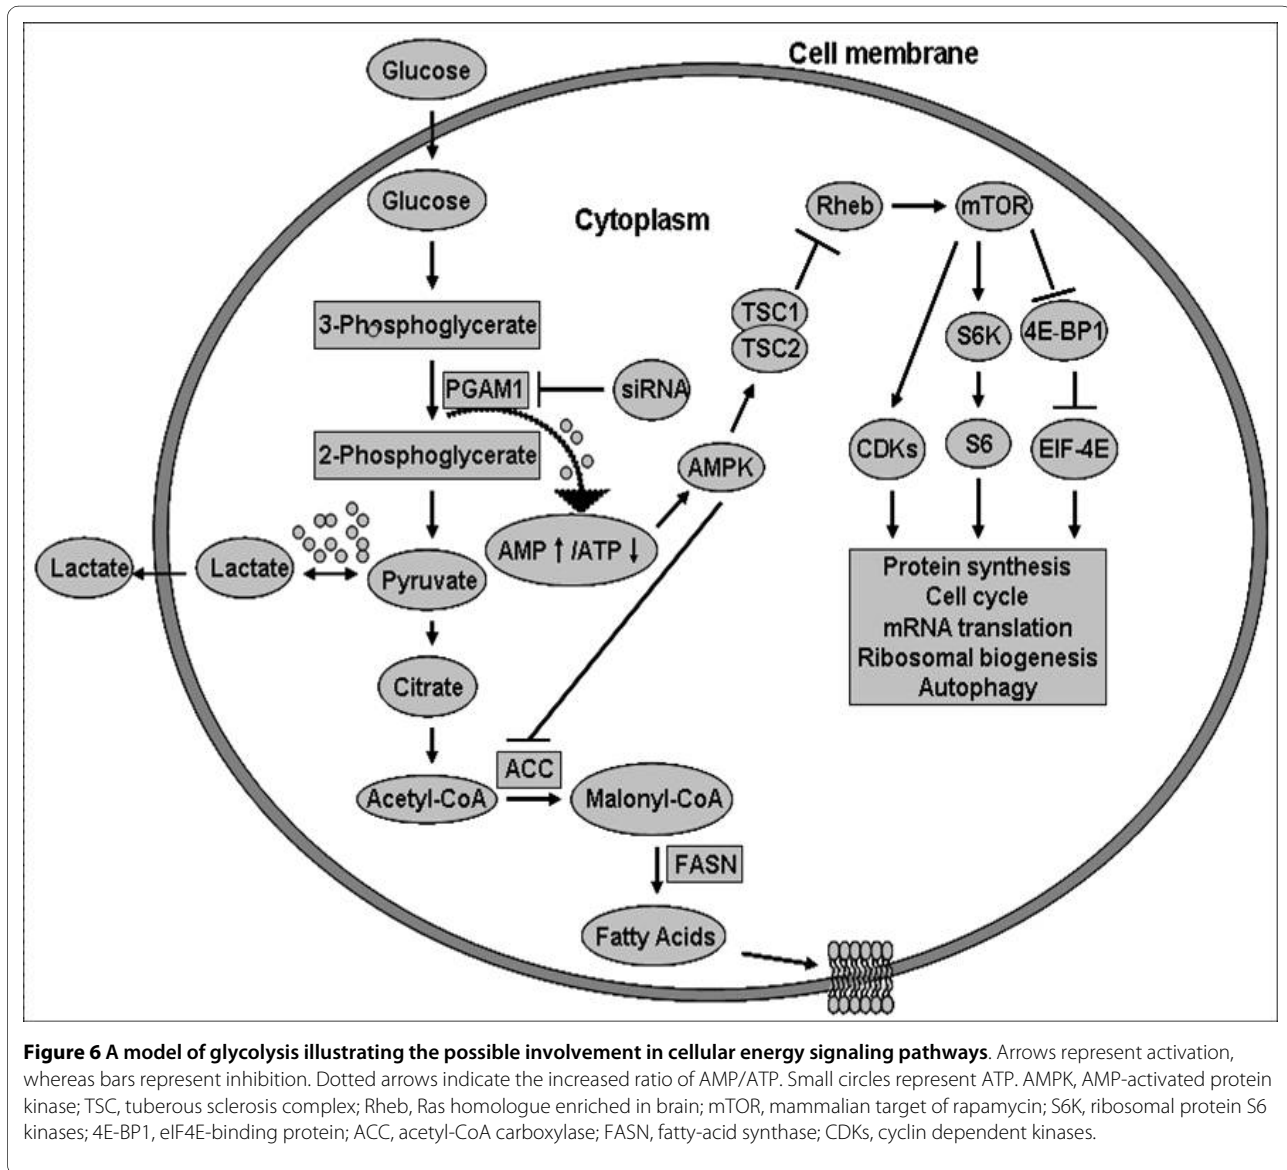 Cell membrane
Glucose
Glucose
Cytoplasm
Rheb
mTOR
3-Phosphoglycerate
TSC1
TSC2
S6K
4E-BP1
PGAM1
siRNA
2-Phosphoglycerate
AMPK
CDKs
S6
EIF-4E
AMP ↑ /ATP ↓
Lactate
Lactate
Pyruvate
Protein synthesis
Cell cycle
mRNA translation
Ribosomal biogenesis
Autophagy
Citrate
ACC
Acetyl-CoA
Malonyl-CoA
FASN
Fatty Acids
Figure 6 A model of glycolysis illustrating the possible involvement in cellular energy signaling pathways. Arrows represent activation,
whereas bars represent inhibition. Dotted arrows indicate the increased ratio of AMP/ATP. Small circles represent ATP. AMPK, AMP-activated protein
kinase; TSC, tuberous sclerosis complex; Rheb, Ras homologue enriched in brain; mTOR, mammalian target of rapamycin; S6K, ribosomal protein S6
kinases; 4E-BP1, eIF4E-binding protein; ACC, acetyl-CoA carboxylase; FASN, fatty-acid synthase; CDKs, cyclin dependent kinases.